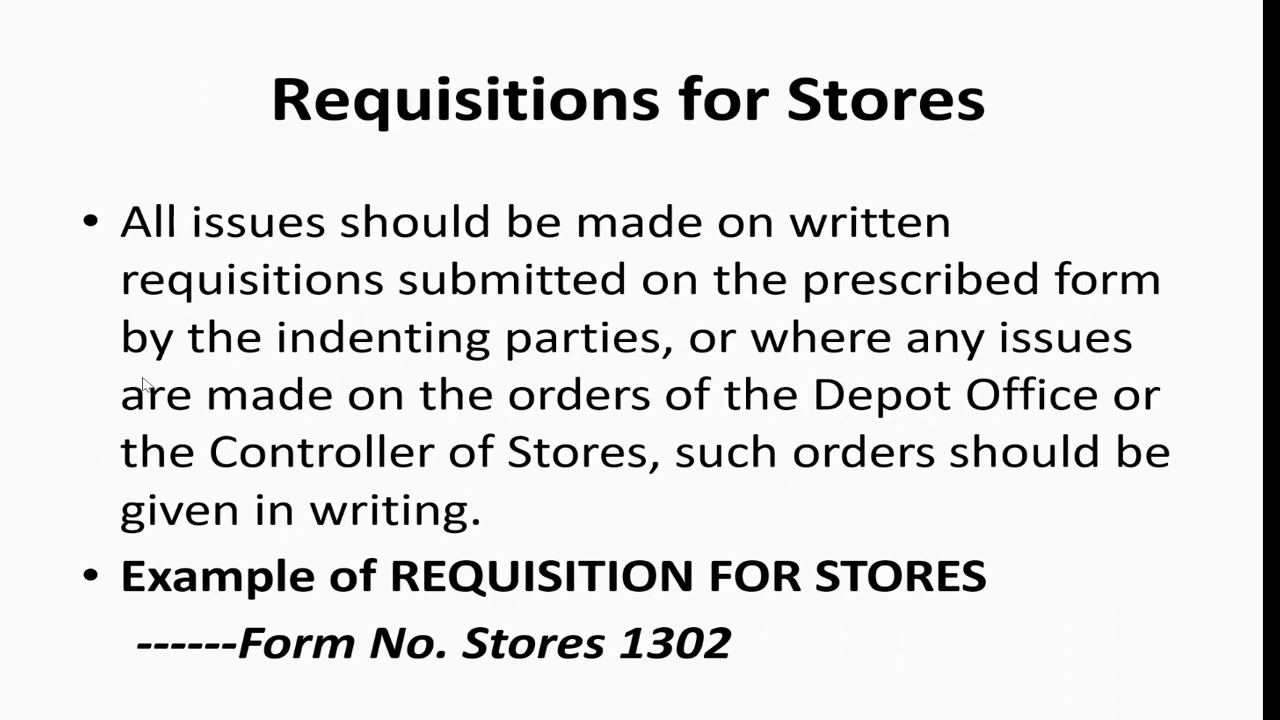 Requisitions for Stores
• All issues should be made on written
requisitions submitted on the prescribed form
by the indenting parties, or where any issues
are made on the orders of the Depot Office or
the Controller of Stores, such orders should be
given in writing.
• Example of REQUISITION FOR STORES
------Form No. Stores 1302